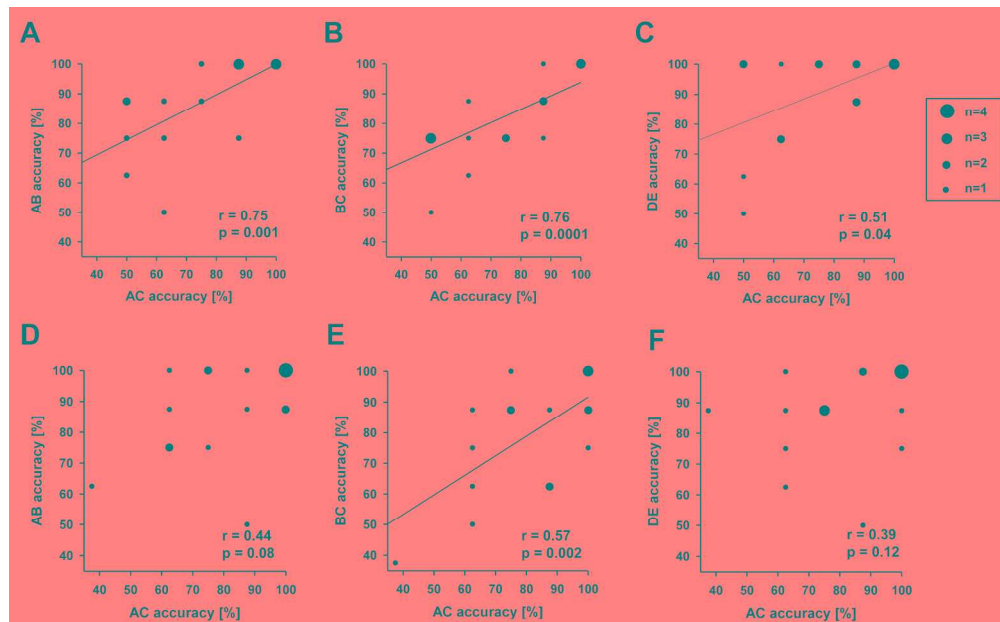 A
AB accuracy [%]
100
90
80
70
60
50
40
r = 0.75
p = 0.001
40 50 60 70 80 90 100
AC accuracy [%]
B
BC accuracy [%]
100
90
80
70
60
50
40
r = 0.76
p = 0.0001
40 50 60 70 80 90 100
AC accuracy [%]
C
DE acuracy [%]
100
90
80
70
60
50
40
r = 0.51
p = 0.04
40 50 60 70 80 90 100
AC accuracy [%]
n=4
n=3
n=2
n=1
D
AB accuracy [%]
100
90
80
70
60
50
40
r = 0.44
p = 0.08
40 50 60 70 80 90 100
AC accuracy [%]
E
BC accuracy [%]
100
90
80
70
60
50
40
r = 0.57
p = 0.002
40 50 60 70 80 90 100
AC accuracy [%]
F
DE accuracy [%]
100
90
80
70
60
50
40
r = 0.39
p = 0.12
40 50 60 70 80 90 100
AC accuracy [%]